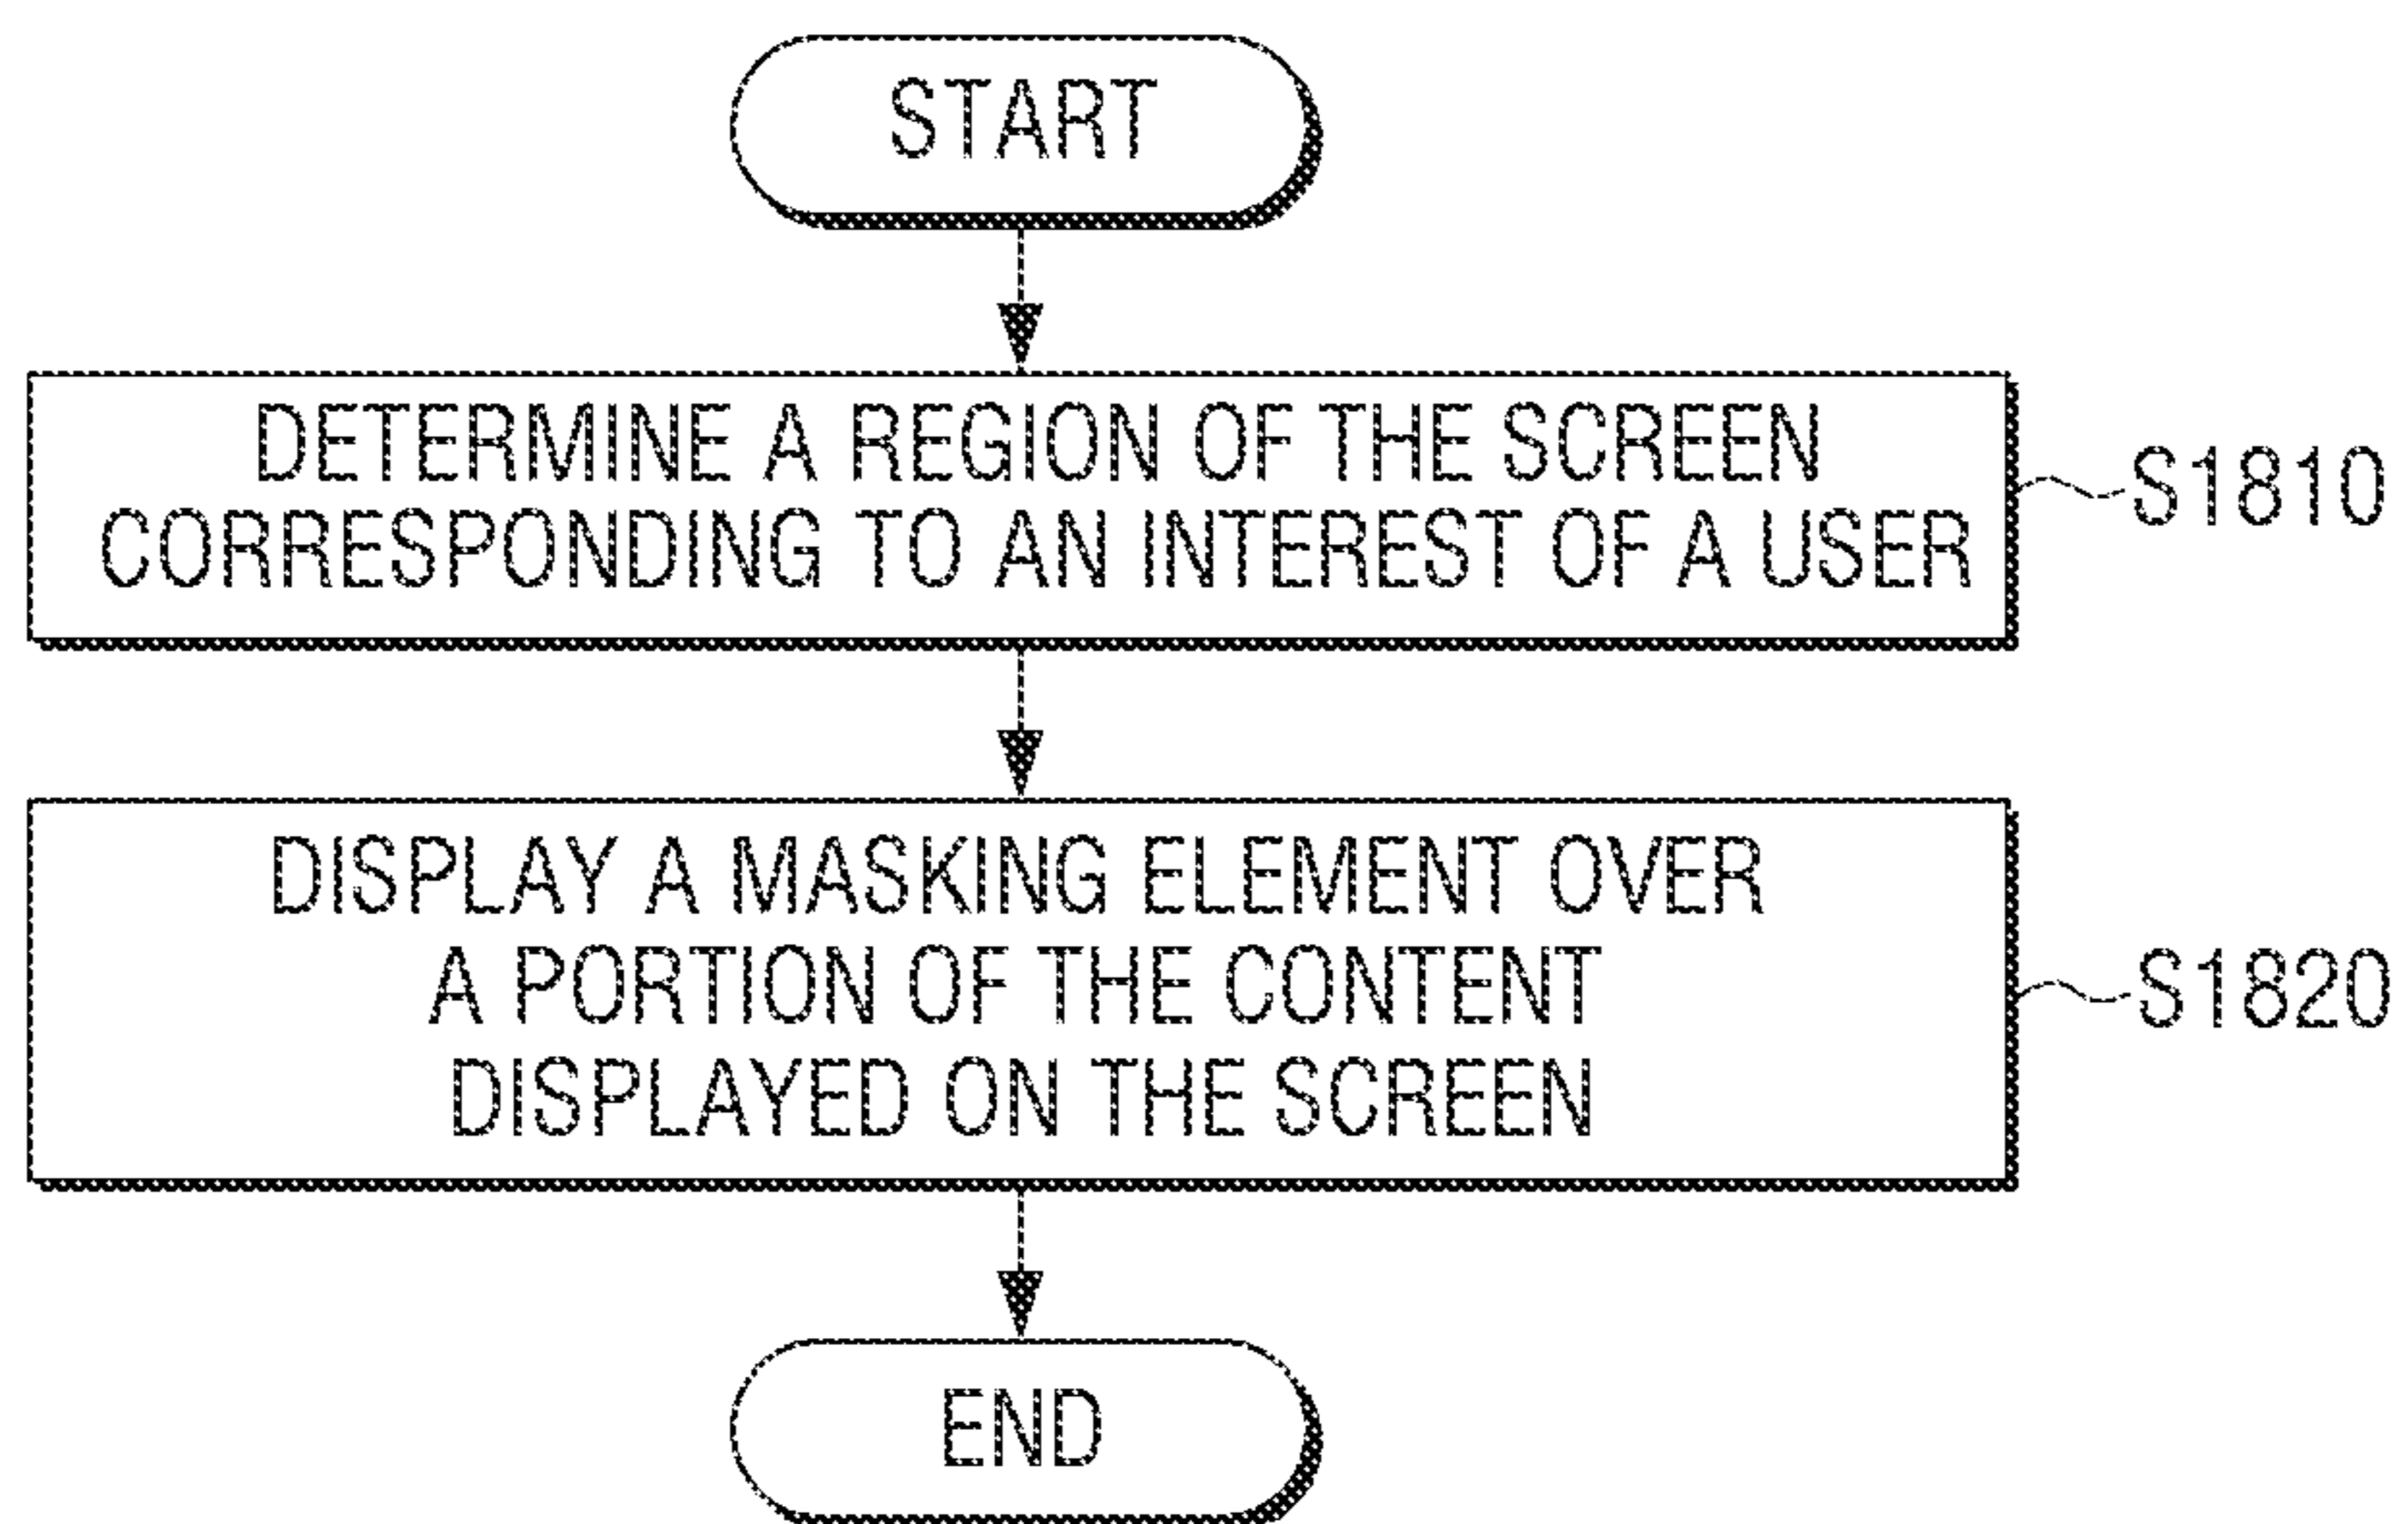 START
DETERMINE A REGION OF THE SCREEN
CORRESPONDING TO AN INTEREST OF A USER
S1810
DISPLAY A MASKING ELEMENT OVER
A PORTION OF THE CONTENT
DISPLAYED ON THE SCREEN
S1820
END